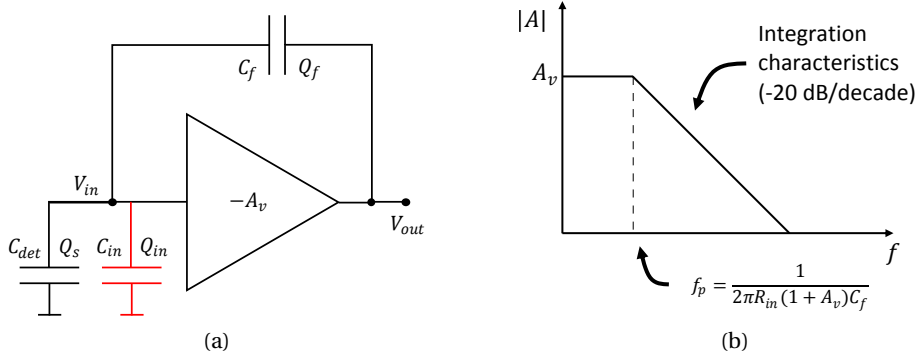 C_f Q_f
V_in
-A_v
V_out
C_det Q_s C_in Q_in
(a)
|A|
Integration
characteristics
(-20 dB/decade)
A_v
f
f_p = 1 / 2πR_in(1 + A_v)C_f
(b)